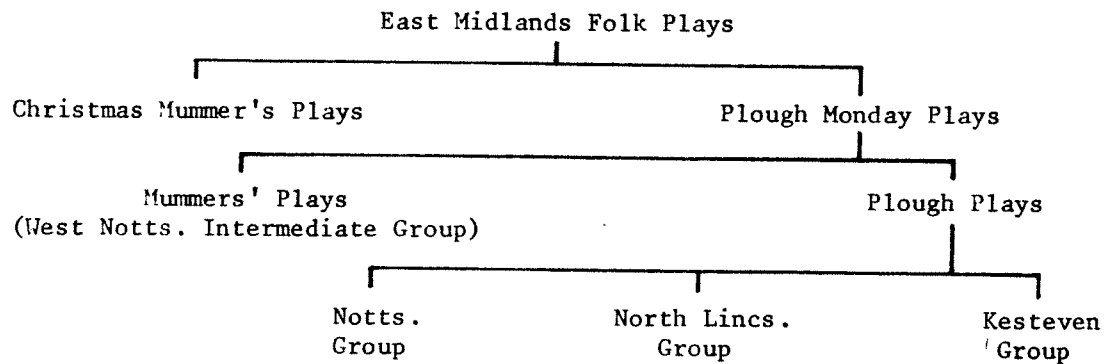 East Midlands Folk Plays
Christmas Mummer's Plays
Plough Monday Plays
Mummers' Plays
(West Notts. Intermediate Group)
Plough Plays
Notts.
Group
North Lincs.
Group
Kesteven
Group